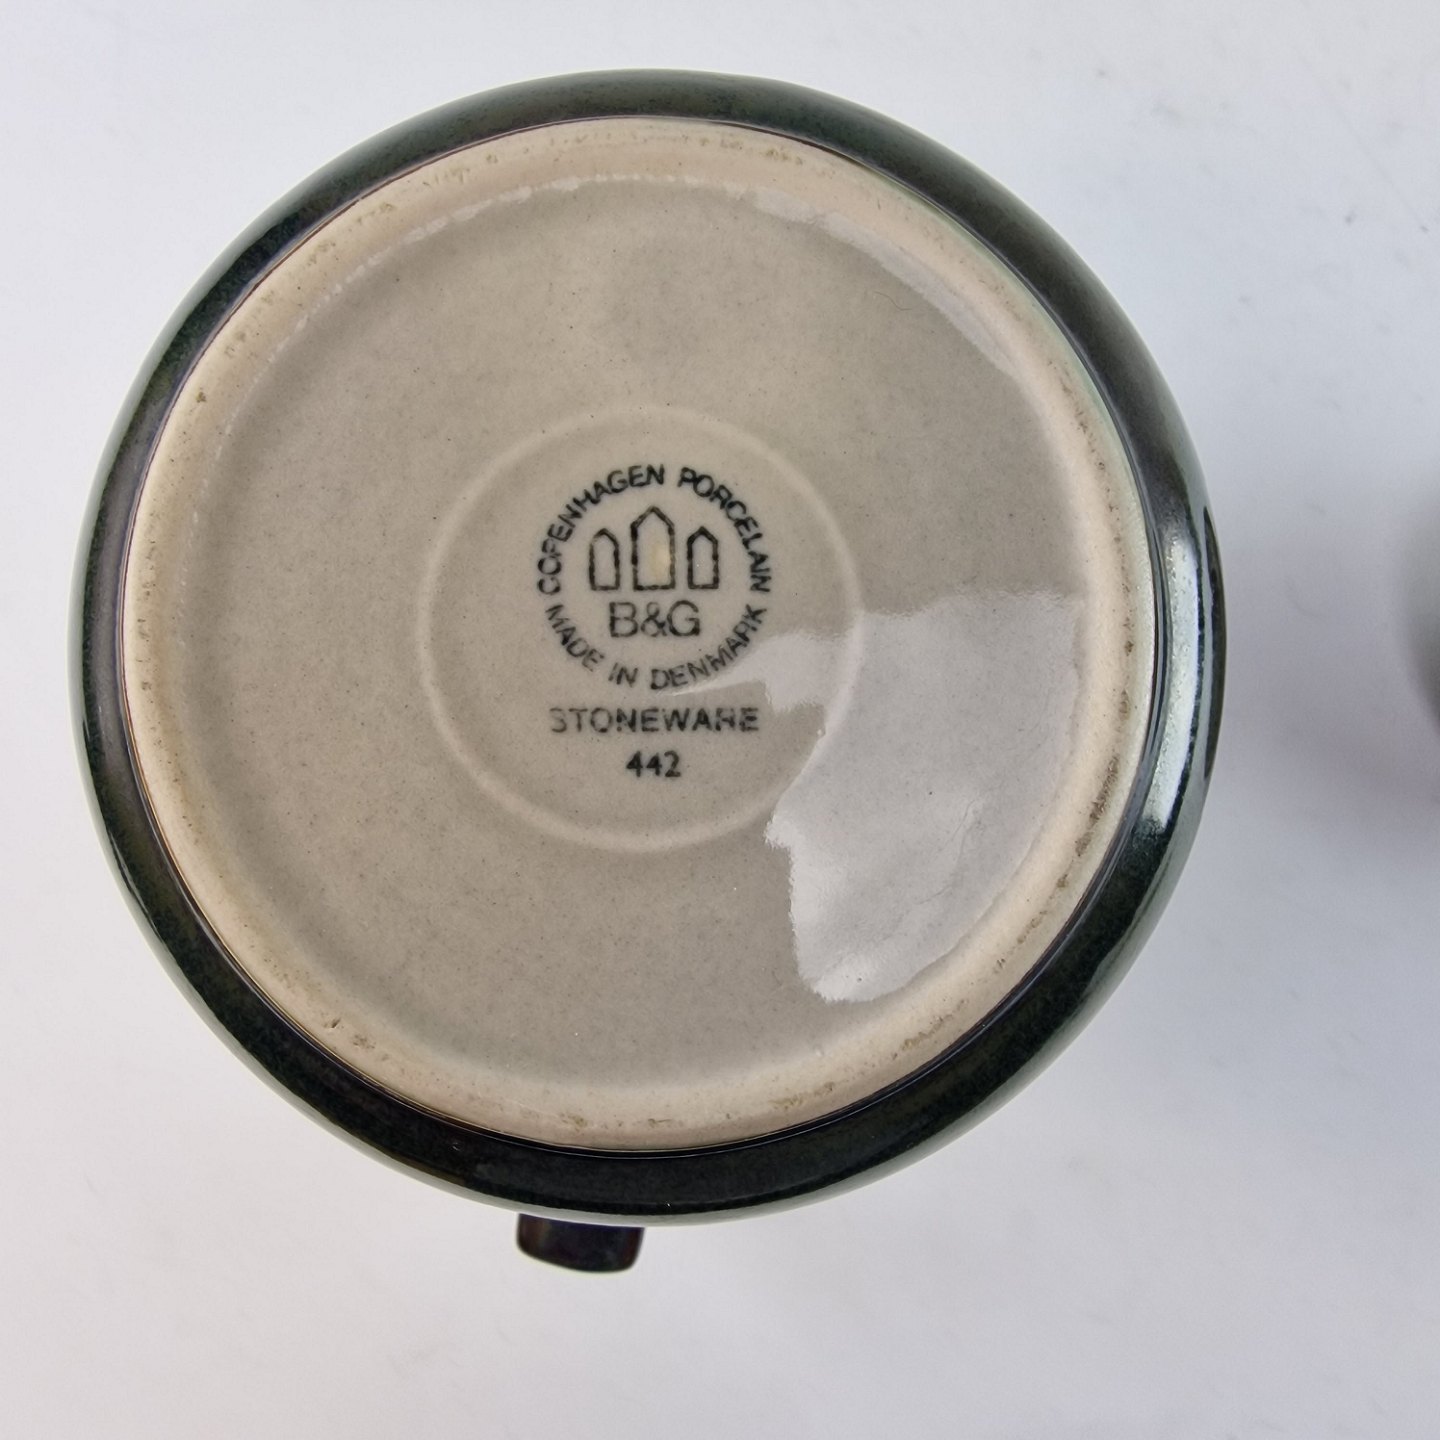 COPENHAGEN PORCELAIN
B&G
MADE IN DENMARK
STONEWARE
442